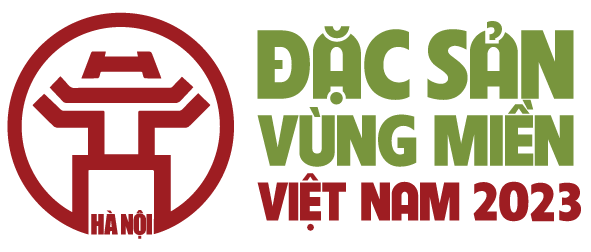 HÀ NỘI
ĐẶC SẢN
VÙNG MIỀN
VIỆT NAM 2023